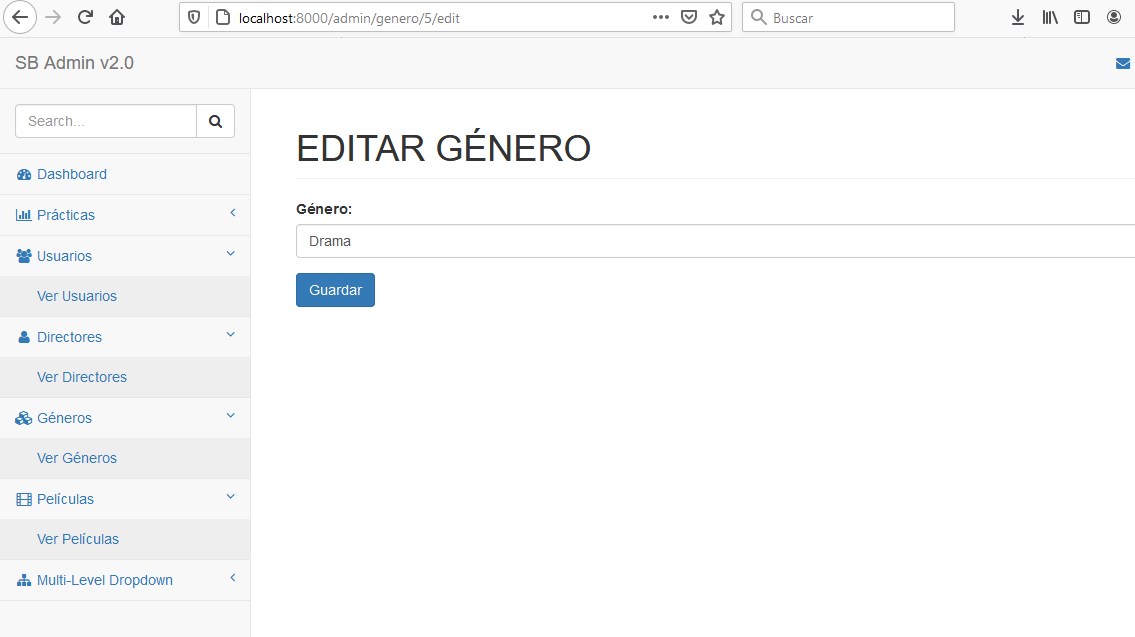 localhost:8000/admin/genero/5/edit
Buscar
SB Admin v2.0
Search...
Dashboard
Prácticas
Usuarios
Ver Usuarios
Directores
Ver Directores
Géneros
Ver Géneros
Películas
Ver Películas
Multi-Level Dropdown
EDITAR GÉNERO
Género:
Drama
Guardar